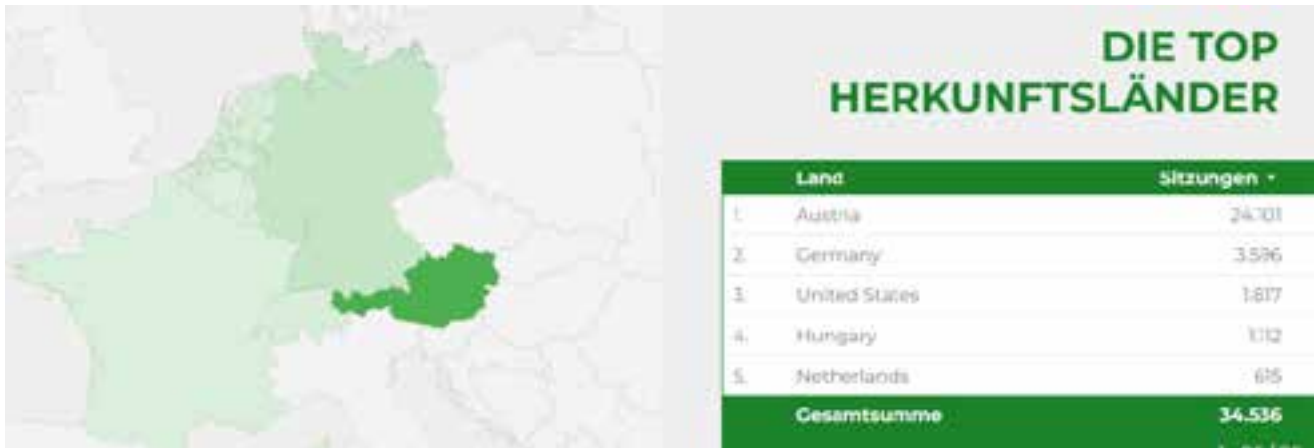 DIE TOP
HERKUNFTSLÄNDER
Land Sitzungen
1. Austria 24.101
2. Germany 3.596
3. United States 1.617
4. Hungary 1.112
5. Netherlands 615
Gesamtsumme 34.536